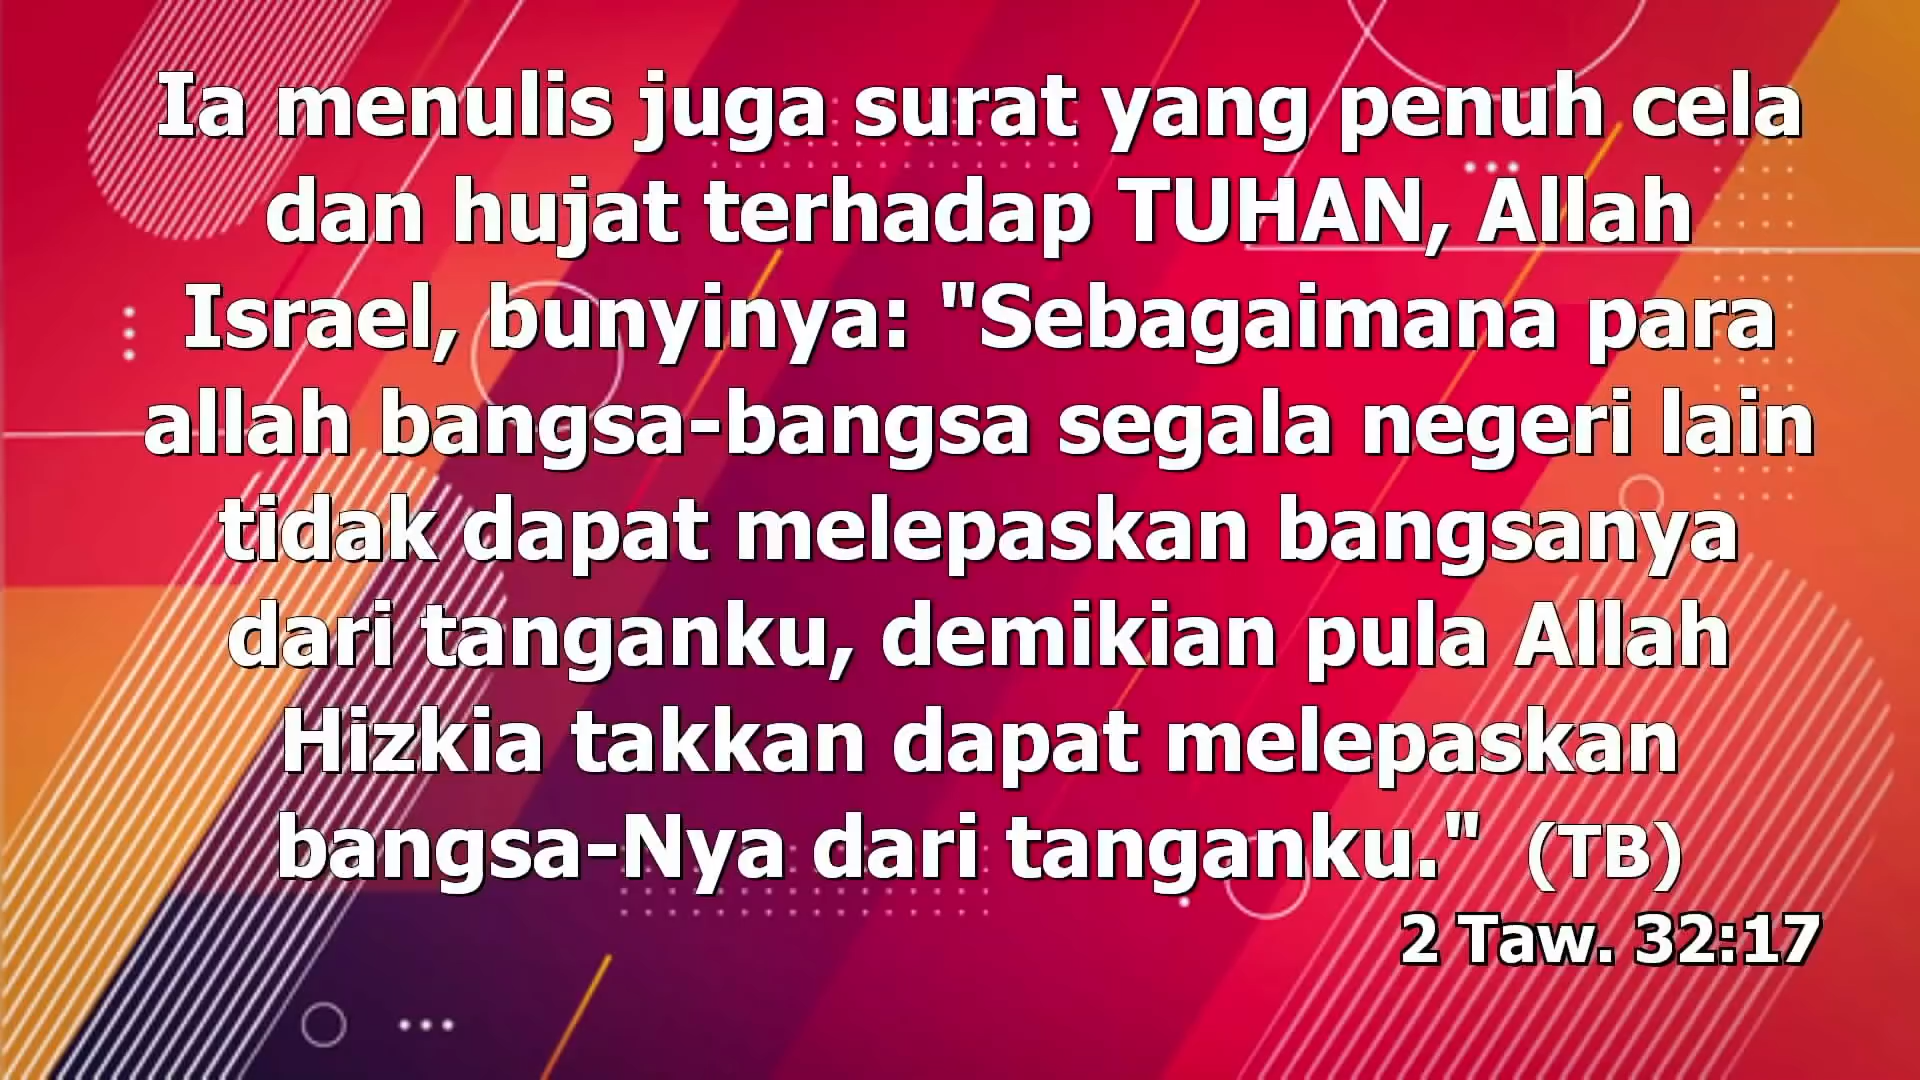 Ia menulis juga surat yang penuh cela
dan hujat terhadap TUHAN, Allah
Israel, bunyinya: "Sebagaimana para
allah bangsa-bangsa segala negeri lain
tidak dapat melepaskan bangsanya
dari tanganku, demikian pula Allah
Hizkia takkan dapat melepaskan
bangsa-Nya dari tanganku." (TB)
2 Taw. 32:17